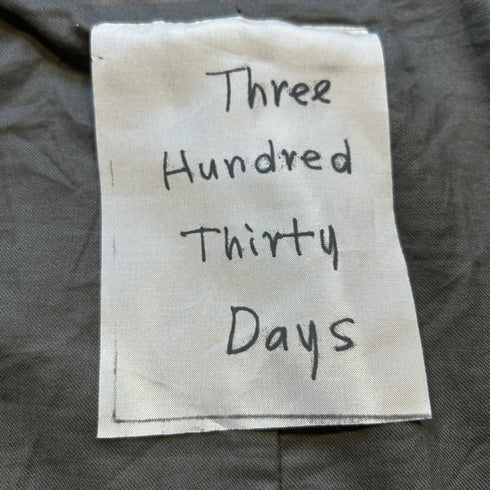 Three
Hundred
Thirty
Days